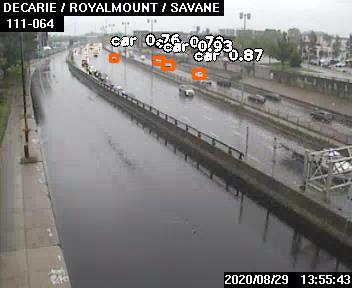 DECARIE / ROYALMOUNT / SAVANE
111-064
car 0.76
car 0.93
car 0.87
2020/08/29 13:55:43